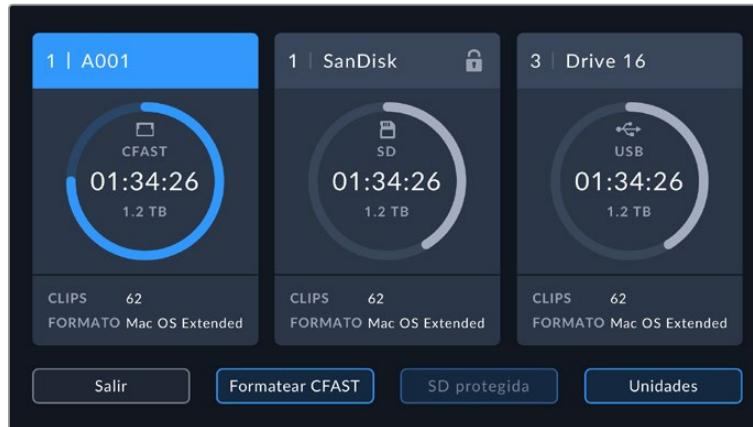 1 | A001
CFAST
01:34:26
1.2 TB
CLIPS 62
FORMATO Mac OS Extended
1 | SanDisk
SD
01:34:26
1.2 TB
CLIPS 62
FORMATO Mac OS Extended
3 | Drive 16
USB
01:34:26
1.2 TB
CLIPS 62
FORMATO Mac OS Extended
Salir
Formatear CFAST
SD protegida
Unidades